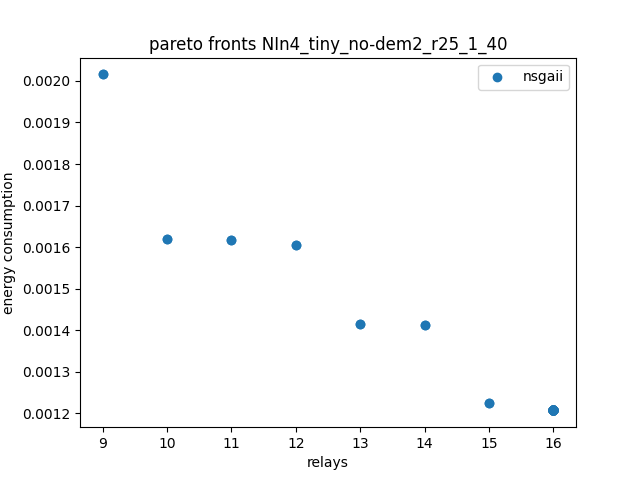 pareto fronts NIn4_tiny_no-dem2_r25_1_40
nsgaii
0.0020
0.0019
0.0018
0.0017
0.0016
0.0015
0.0014
0.0013
0.0012
energy consumption
9 10 11 12 13 14 15 16
relays